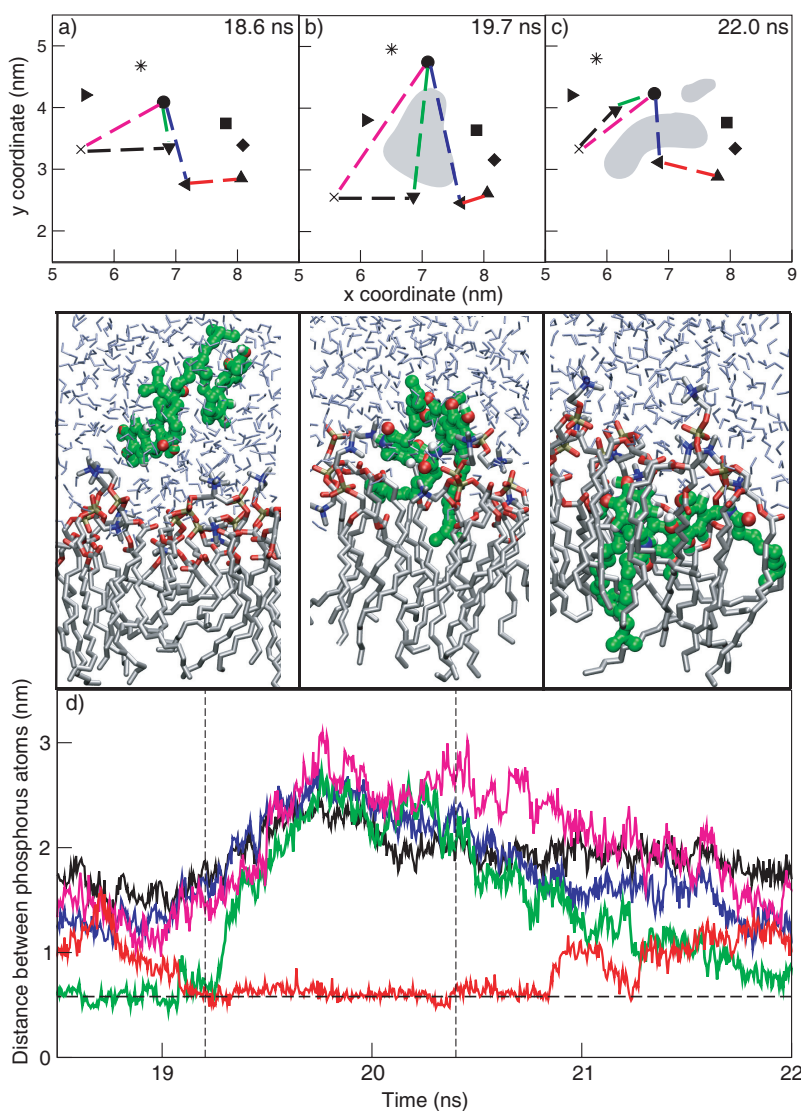 a) 18.6 ns
b) 19.7 ns
c) 22.0 ns
y coordinate (nm)
5
4
3
2
5 6 7 8
5 6 7 8
5 6 7 8 9
x coordinate (nm)
d)
Distance between phosphorus atoms (nm)
3
2
1
0
19 20 21 22
Time (ns)